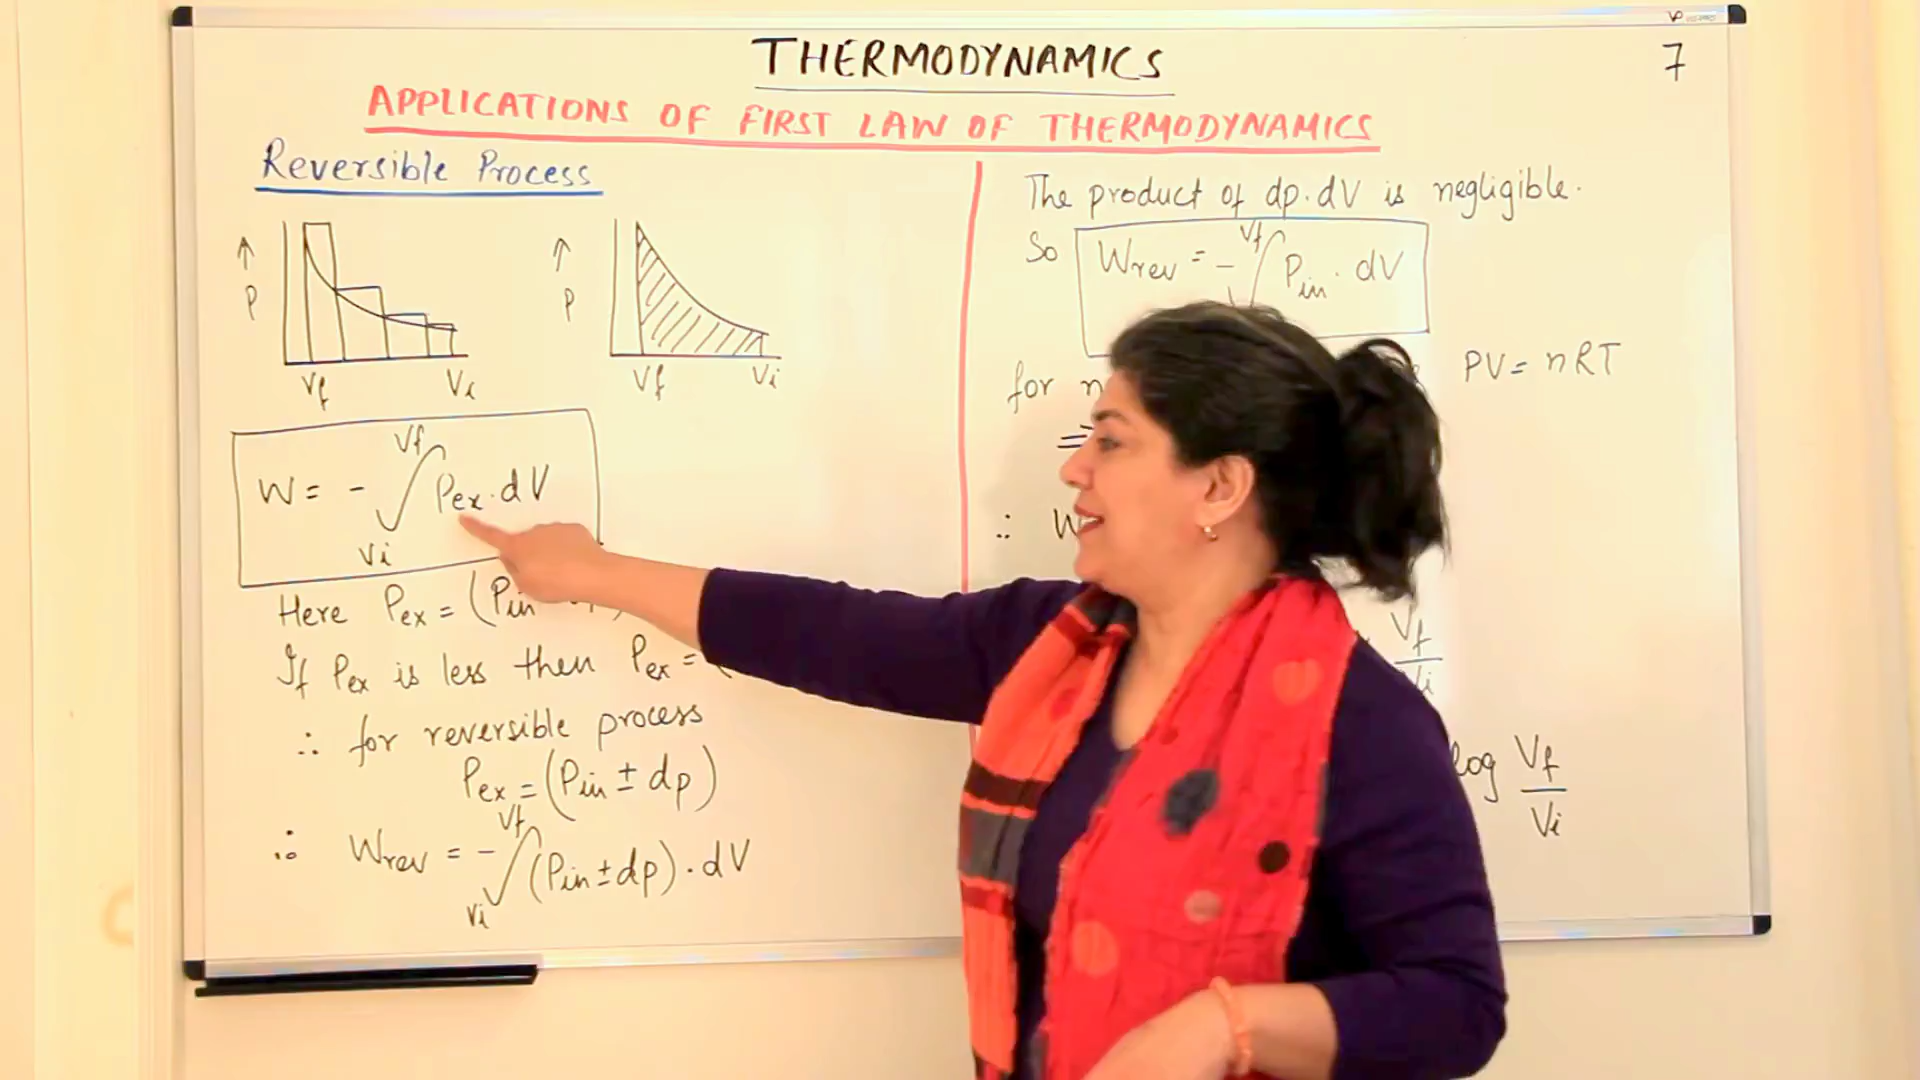 THERMODYNAMICS
7
APPLICATIONS OF FIRST LAW OF THERMODYNAMICS
Reversible Process
↑ P
Vf Vi
↑ P
Vf Vi
W = - ∫ Vi Vf Pex . dV
Here Pex = (Pin
If Pex is less then Pex = (
∴ for reversible process
Pex = (Pin ± dp)
∴ Wrev = - ∫ Vi Vf (Pin ± dp) . dV
The product of dp.dV is negligible.
So Wrev = - ∫ Vf Pin . dV
for n PV = nRT
⇒
∴ W
Vf / Vi
log Vf / Vi